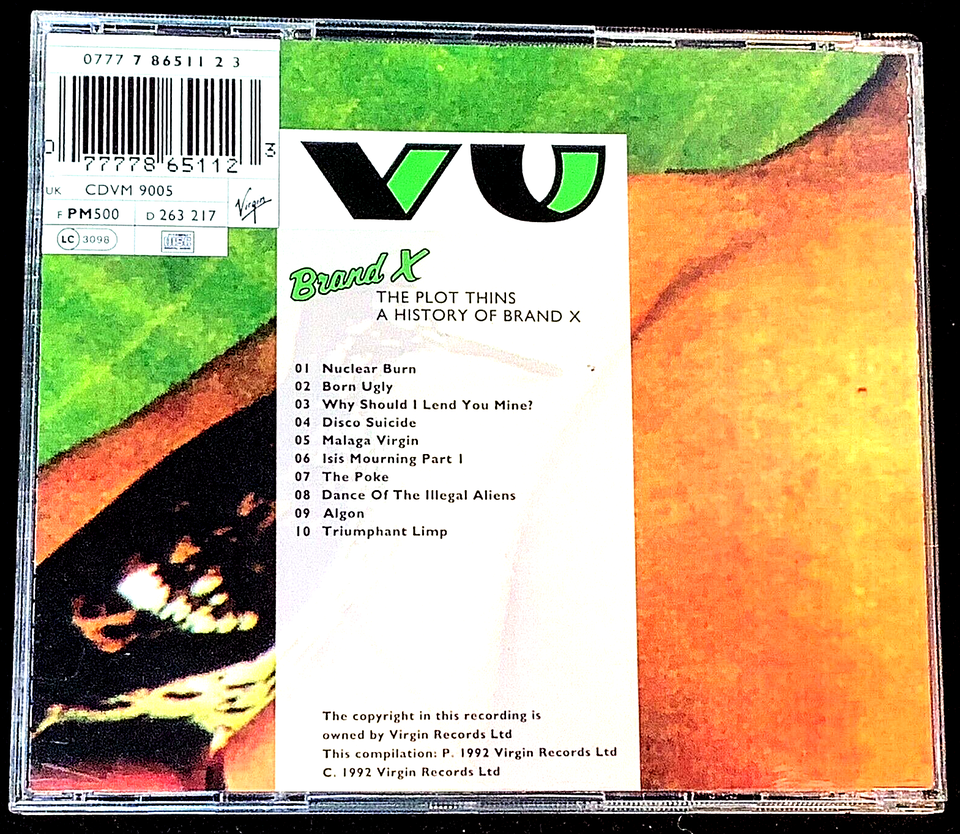 0777 7 86511 2 3
0 77778 65112 3
UK CDVM 9005
F PM500 D 263 217
Virgin
LC 3098
VU
Brand X
THE PLOT THINS
A HISTORY OF BRAND X
01 Nuclear Burn
02 Born Ugly
03 Why Should I Lend You Mine?
04 Disco Suicide
05 Malaga Virgin
06 Isis Mourning Part 1
07 The Poke
08 Dance Of The Illegal Aliens
09 Algon
10 Triumphant Limp
The copyright in this recording is
owned by Virgin Records Ltd
This compilation: P. 1992 Virgin Records Ltd
C. 1992 Virgin Records Ltd